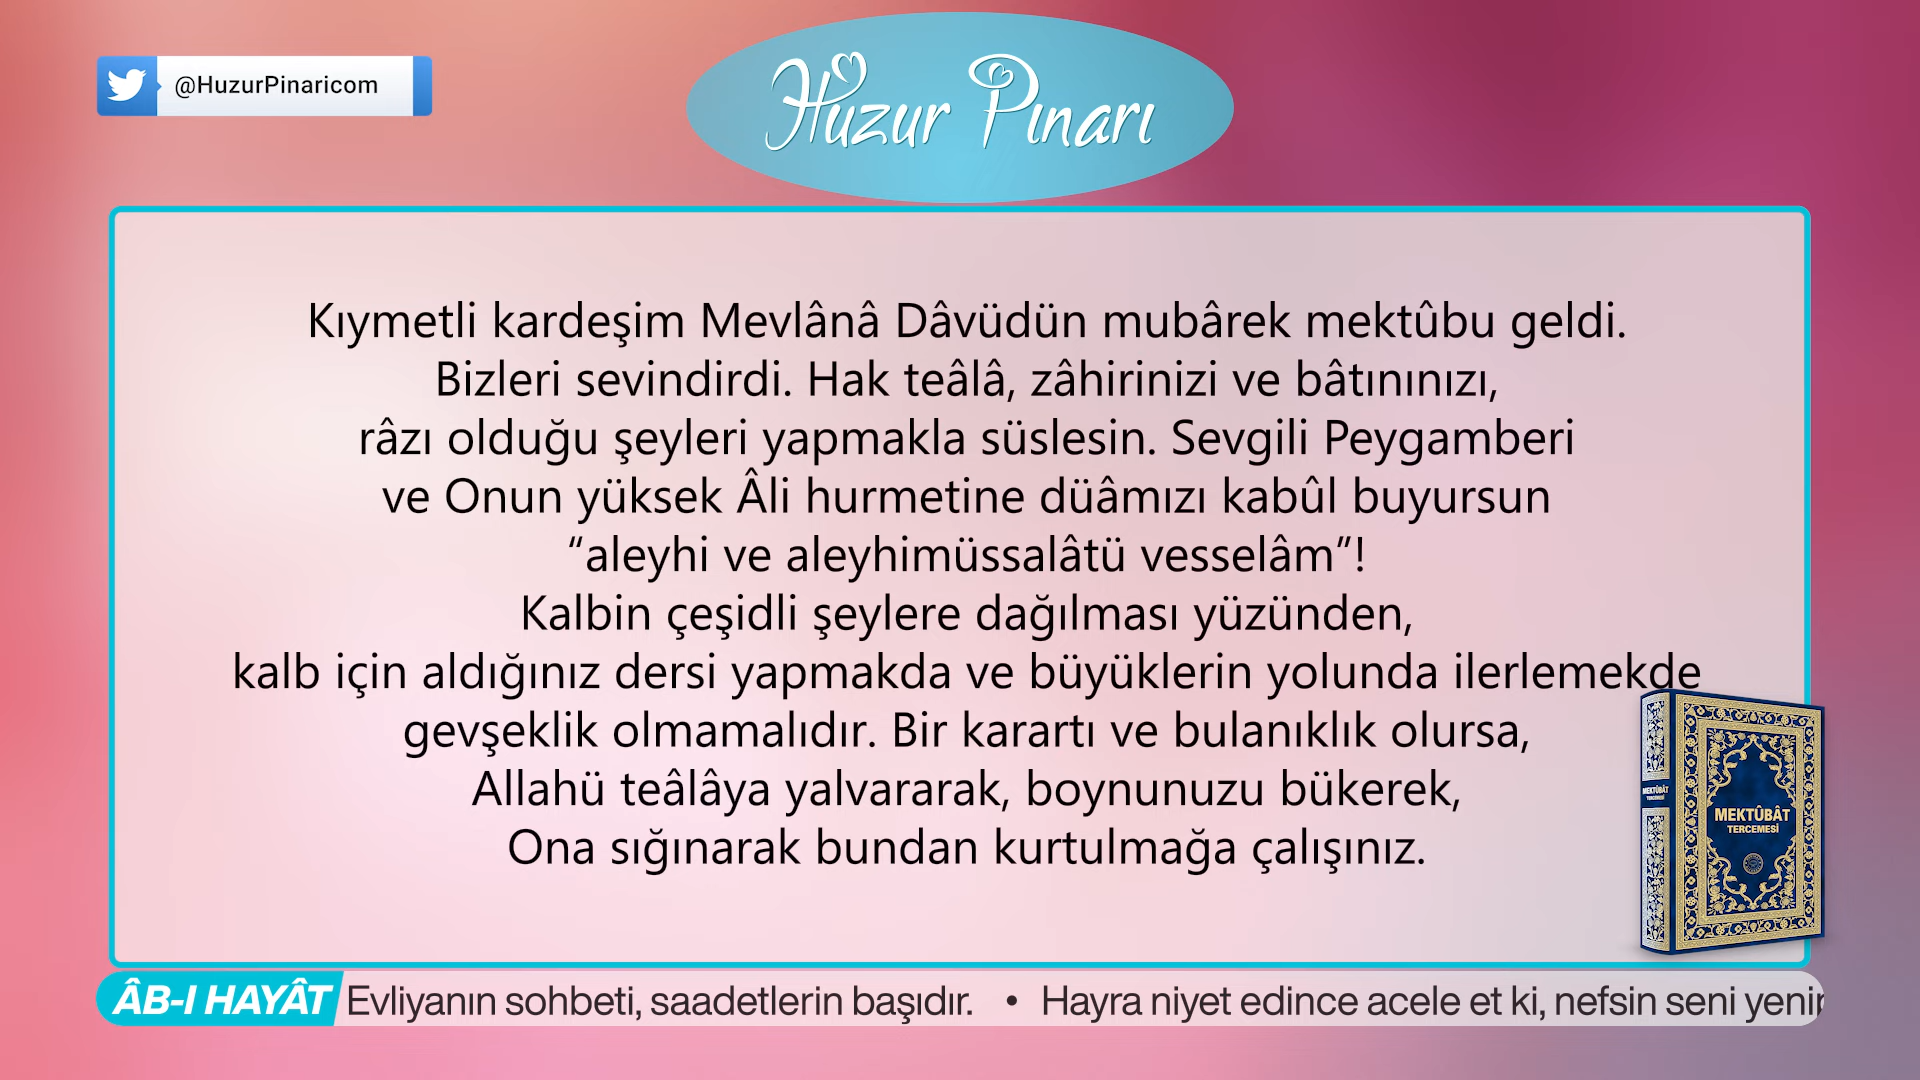 @HuzurPinaricom
Huzur Pınarı
Kıymetli kardeşim Mevlânâ Dâvüdün mubârek mektûbu geldi.
Bizleri sevindirdi. Hak teâlâ, zâhirinizi ve bâtınınızı,
râzı olduğu şeyleri yapmakla süslesin. Sevgili Peygamberi
ve Onun yüksek Âli hurmetine düâmızı kabûl buyursun
“aleyhi ve aleyhimüssalâtü vesselâm”!
Kalbin çeşidli şeylere dağılması yüzünden,
kalb için aldığınız dersi yapmakda ve büyüklerin yolunda ilerlemekde
gevşeklik olmamalıdır. Bir karartı ve bulanıklık olursa,
Allahü teâlâya yalvararak, boynunuzu bükerek,
Ona sığınarak bundan kurtulmağa çalışınız.
MEKTÛBÂT
TERCEMESİ
MEKTÛBÂT
TERCEMESİ
ÂB-I HAYÂT Evliyanın sohbeti, saadetlerin başıdır. • Hayra niyet edince acele et ki, nefsin seni